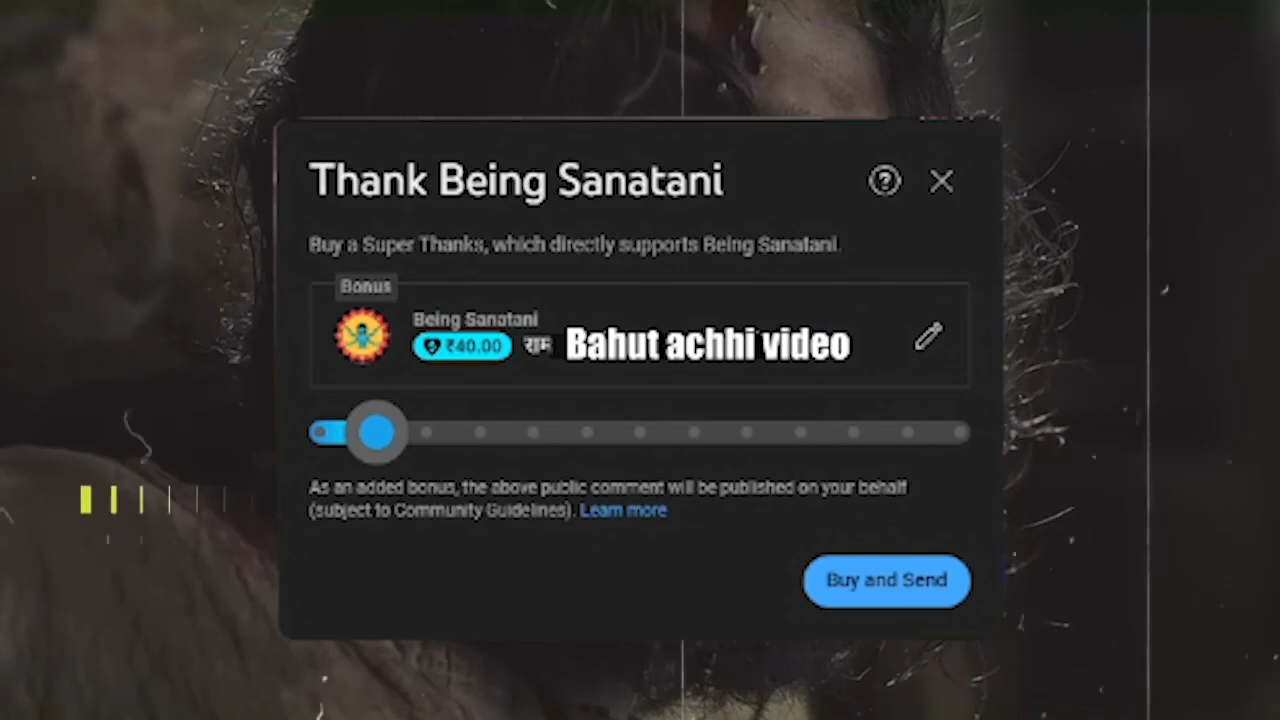 Thank Being Sanatani
Buy a Super Thanks, which directly supports Being Sanatani.
Bonus
Being Sanatani
₹40.00 राम Bahut achhi video
As an added bonus, the above public comment will be published on your behalf
(subject to Community Guidelines). Learn more
Buy and Send